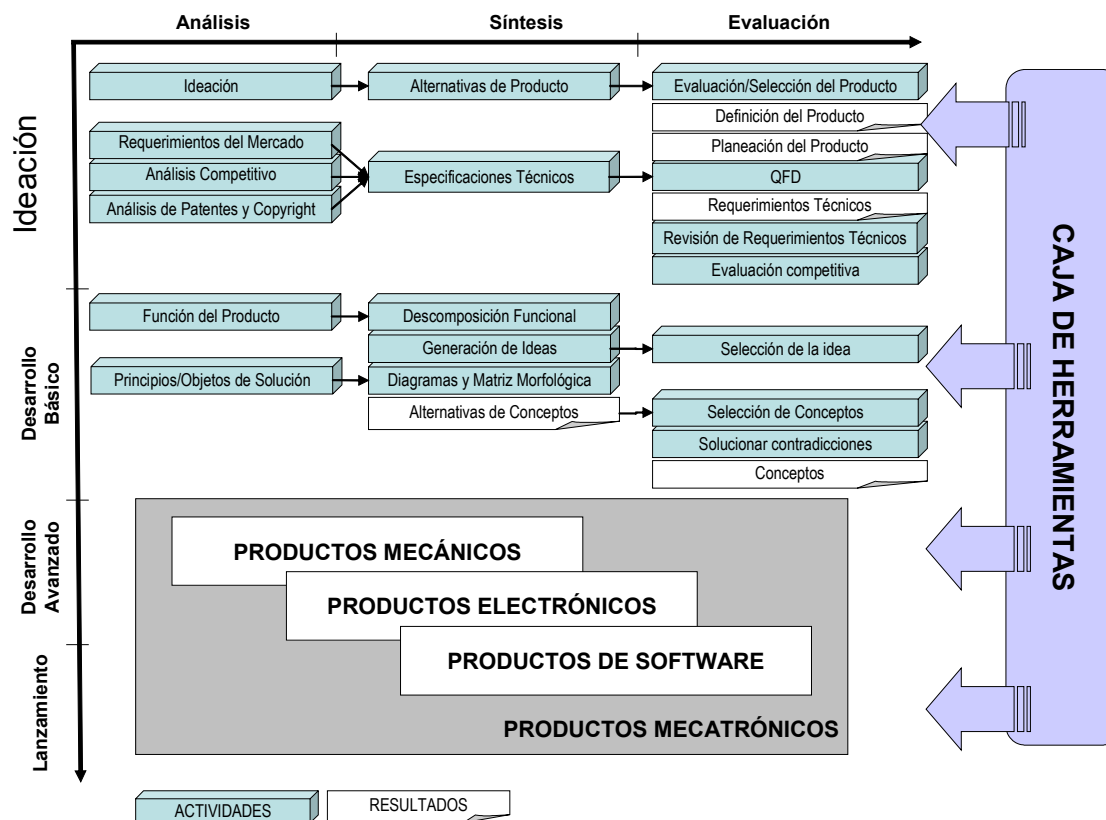 Análisis
Síntesis
Evaluación
Ideación
Ideación
Alternativas de Producto
Evaluación/Selección del Producto
Definición del Producto
Planeación del Producto
Requerimientos del Mercado
Análisis Competitivo
Análisis de Patentes y Copyright
Especificaciones Técnicos
QFD
Requerimientos Técnicos
Revisión de Requerimientos Técnicos
Evaluación competitiva
Desarrollo
Básico
Función del Producto
Descomposición Funcional
Generación de Ideas
Selección de la idea
Principios/Objetos de Solución
Diagramas y Matriz Morfológica
Alternativas de Conceptos
Selección de Conceptos
Solucionar contradicciones
Conceptos
Desarrollo
Avanzado
PRODUCTOS MECÁNICOS
PRODUCTOS ELECTRÓNICOS
PRODUCTOS DE SOFTWARE
PRODUCTOS MECATRÓNICOS
Lanzamiento
CAJA DE HERRAMIENTAS
ACTIVIDADES
RESULTADOS